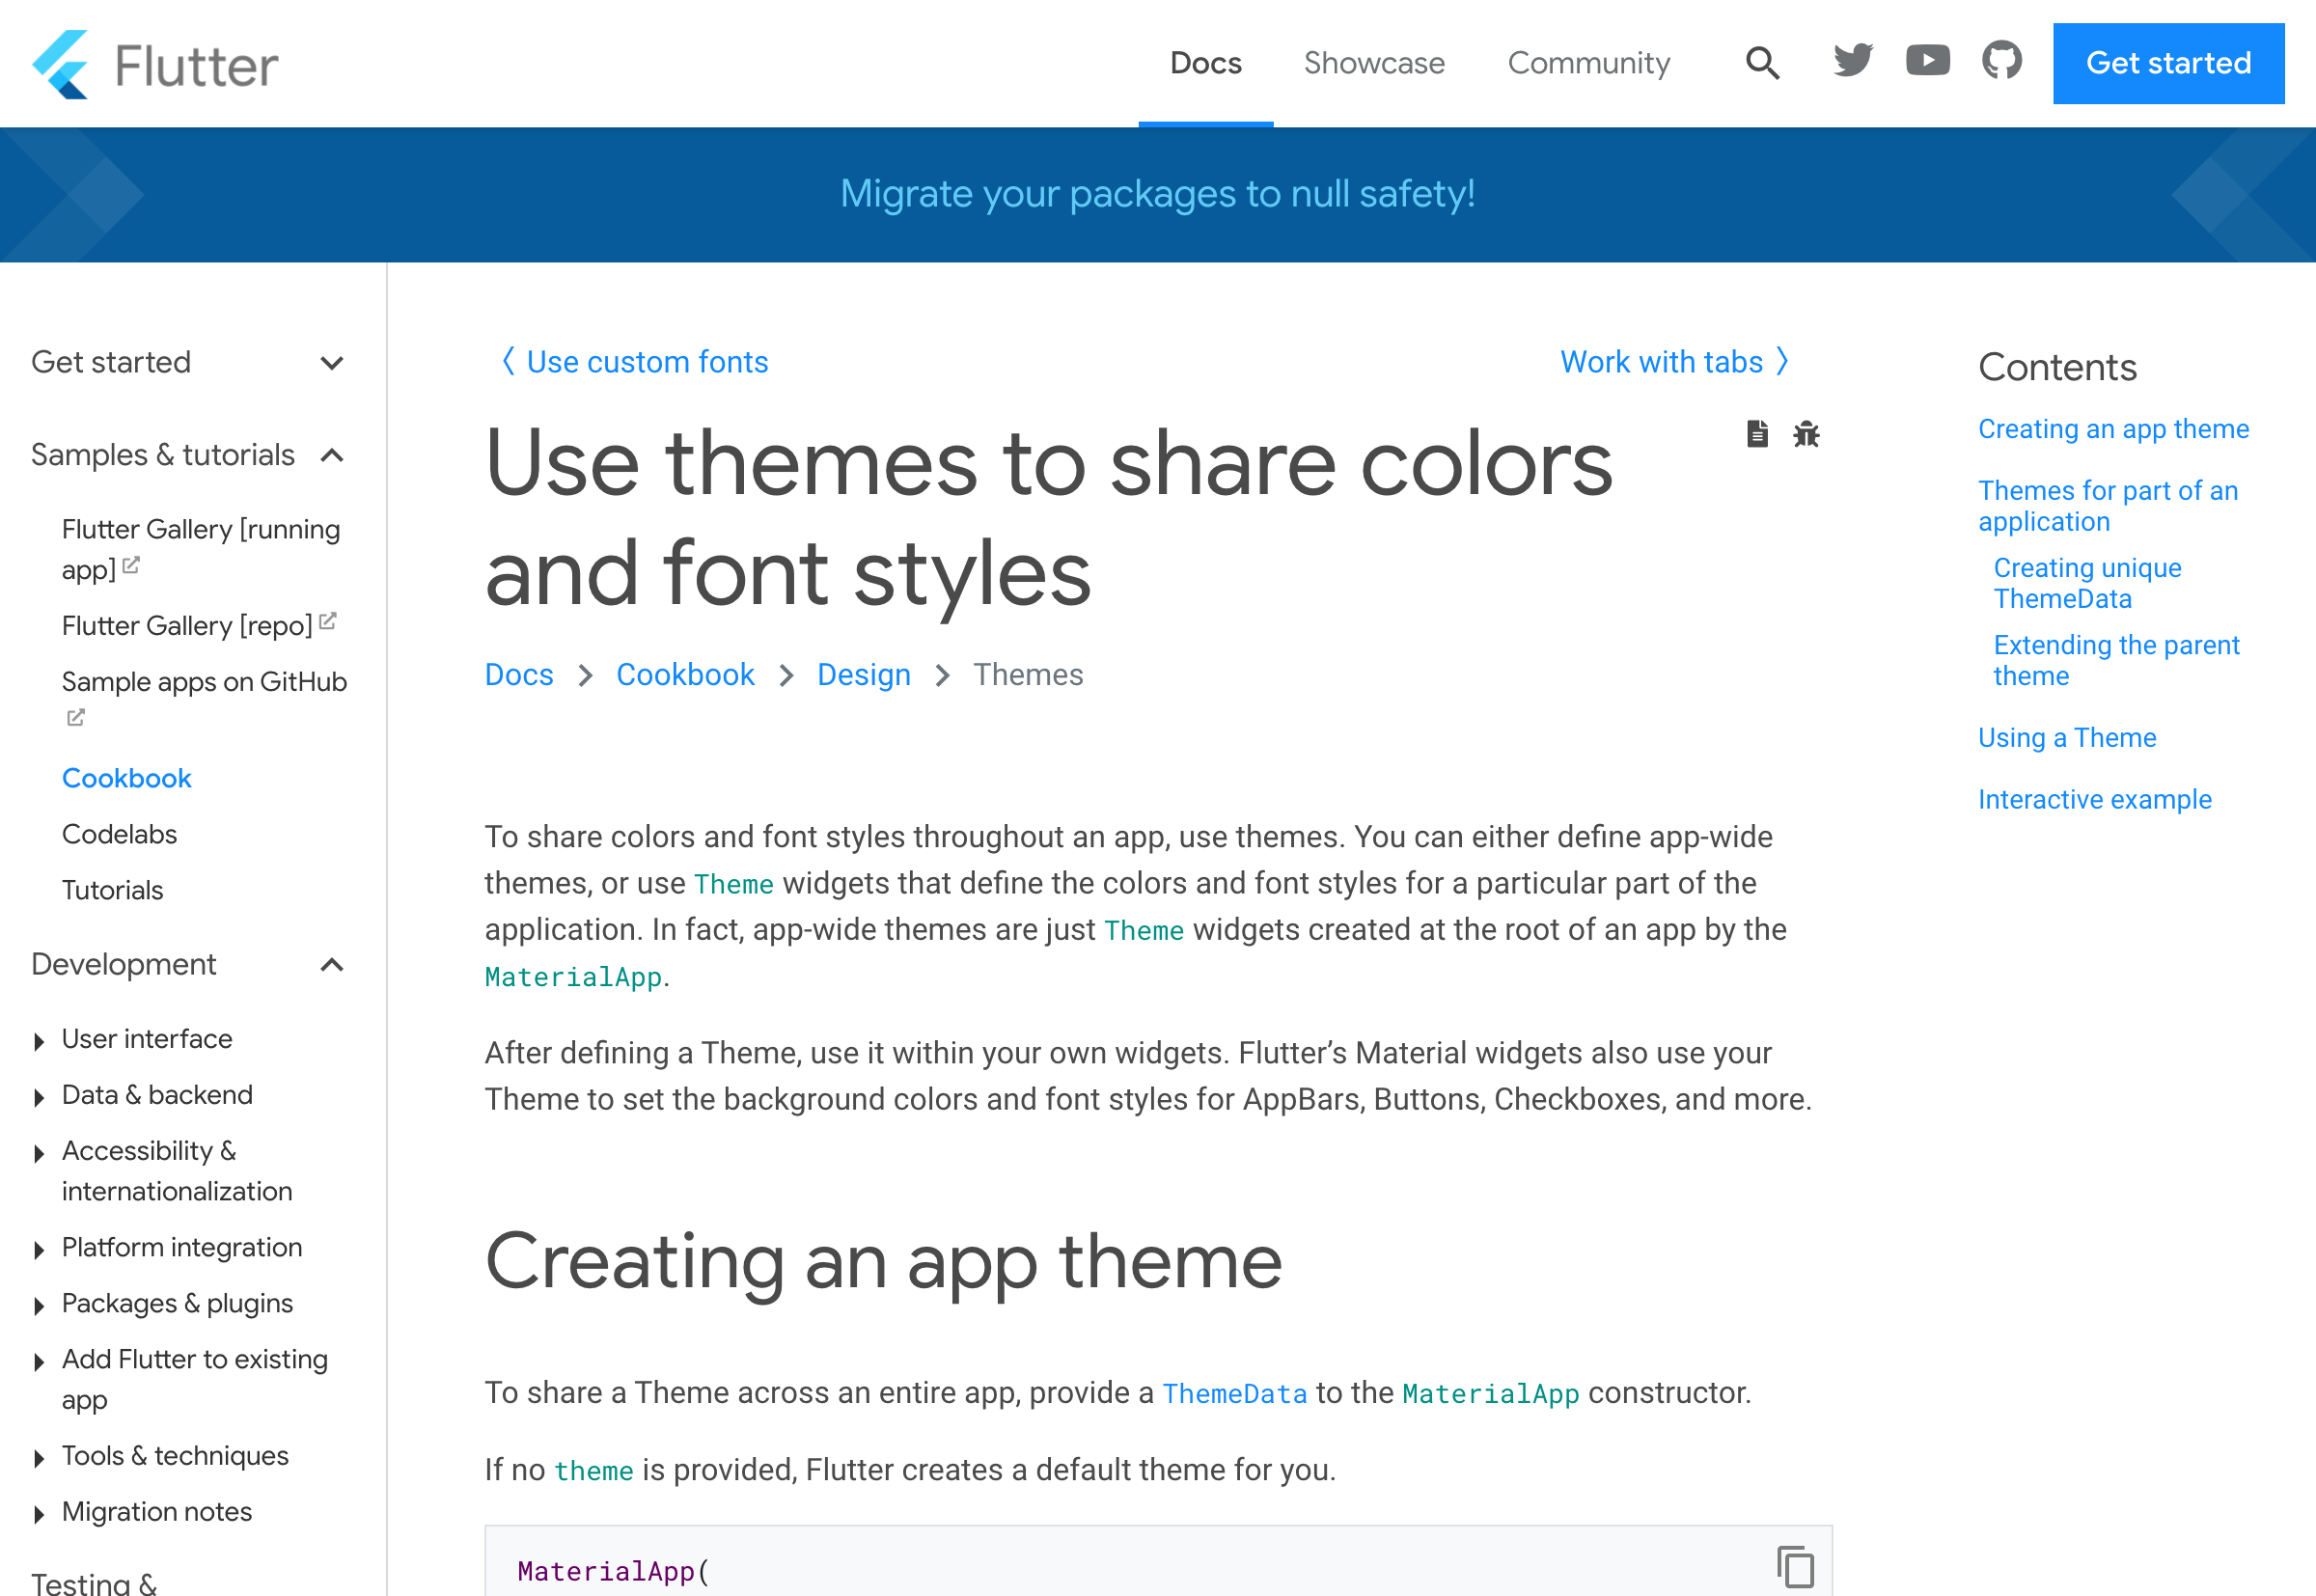 Flutter
Docs
Showcase
Community
Get started
Migrate your packages to null safety!
Get started
Samples & tutorials
Flutter Gallery [running
app]
Flutter Gallery [repo]
Sample apps on GitHub
Cookbook
Codelabs
Tutorials
Development
User interface
Data & backend
Accessibility &
internationalization
Platform integration
Packages & plugins
Add Flutter to existing
app
Tools & techniques
Migration notes
Testing &
Use custom fonts
Work with tabs
Use themes to share colors
and font styles
Docs
Cookbook
Design
Themes
To share colors and font styles throughout an app, use themes. You can either define app-wide
themes, or use Theme widgets that define the colors and font styles for a particular part of the
application. In fact, app-wide themes are just Theme widgets created at the root of an app by the
MaterialApp.
After defining a Theme, use it within your own widgets. Flutter’s Material widgets also use your
Theme to set the background colors and font styles for AppBars, Buttons, Checkboxes, and more.
Creating an app theme
To share a Theme across an entire app, provide a ThemeData to the MaterialApp constructor.
If no theme is provided, Flutter creates a default theme for you.
MaterialApp(
Contents
Creating an app theme
Themes for part of an
application
Creating unique
ThemeData
Extending the parent
theme
Using a Theme
Interactive example